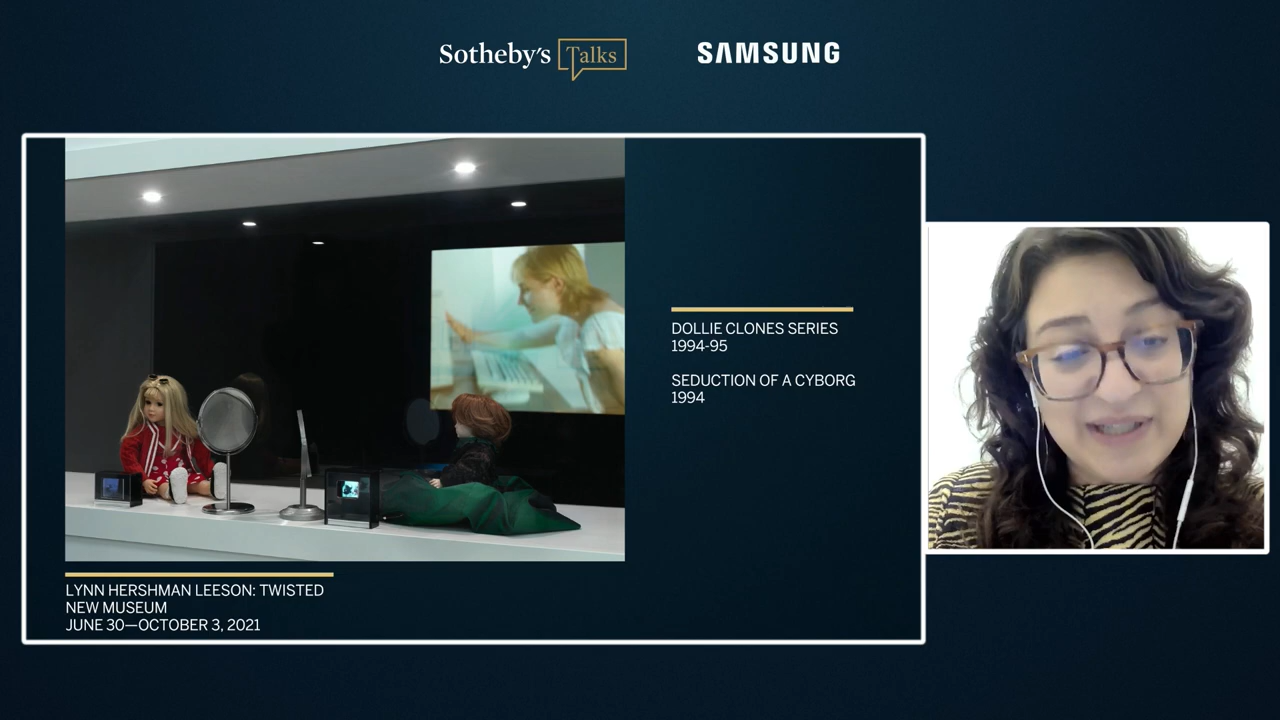 Sotheby's Talks
SAMSUNG
DOLLIE CLONES SERIES
1994-95
SEDUCTION OF A CYBORG
1994
LYNN HERSHMAN LEESON: TWISTED
NEW MUSEUM
JUNE 30—OCTOBER 3, 2021